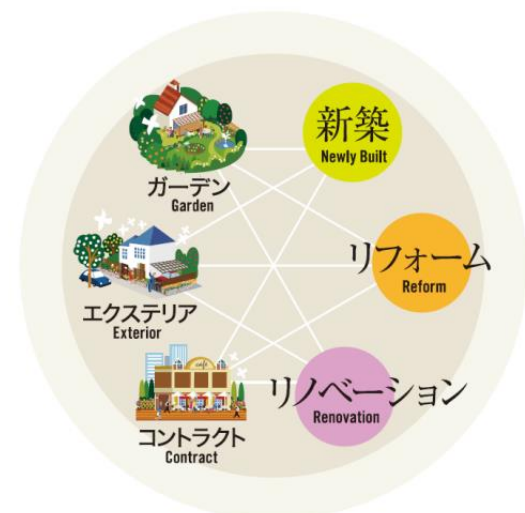 ガーデン
Garden
エクステリア
Exterior
cafe
コントラクト
Contract
新築
Newly Built
リフォーム
Reform
リノベーション
Renovation